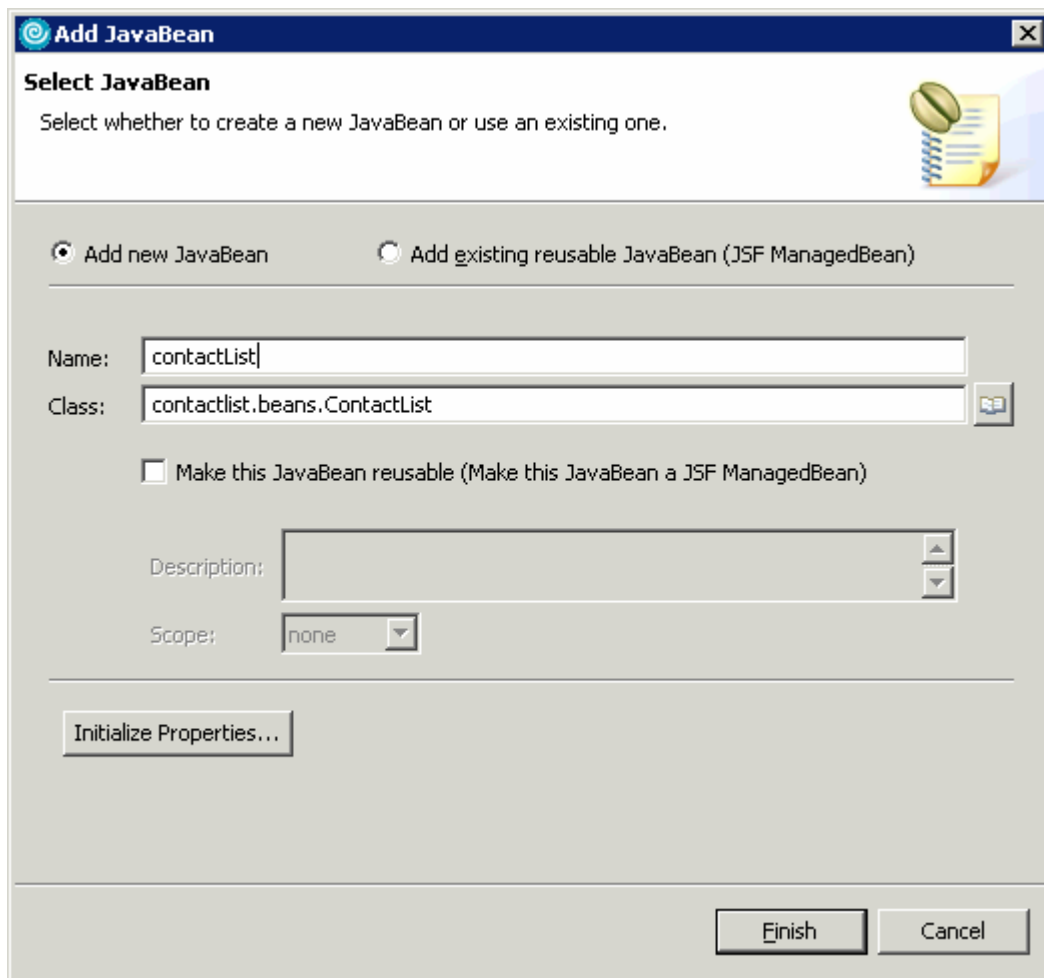 Add JavaBean
Select JavaBean
Select whether to create a new JavaBean or use an existing one.
Add new JavaBean
Add existing reusable JavaBean (JSF ManagedBean)
Name:
contactList
Class:
contactlist.beans.ContactList
Make this JavaBean reusable (Make this JavaBean a JSF ManagedBean)
Description:
Scope:
none
Initialize Properties...
Finish
Cancel